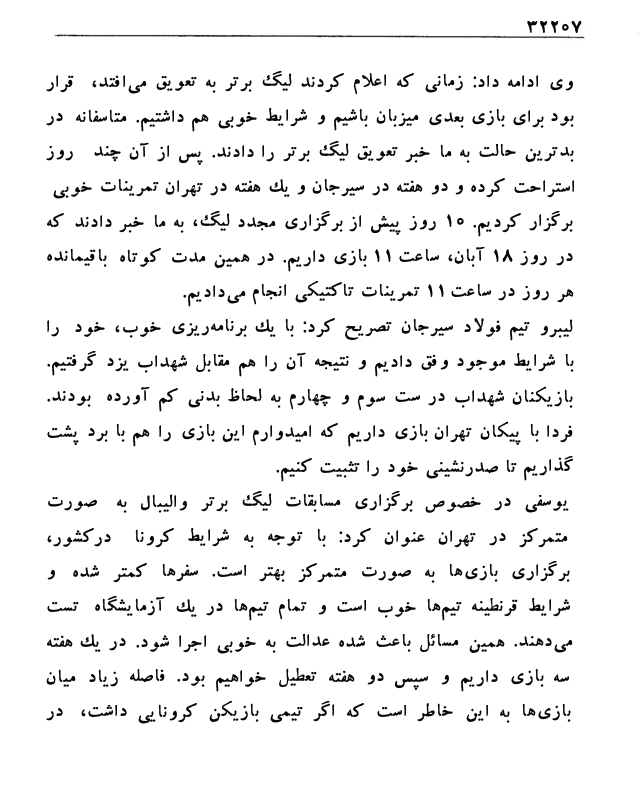 ۳۲۲۰۷
وی ادامه داد: زمانی که اعلام کردند لیگ برتر به تعویق می‌افتد، قرار
بود برای بازی بعدی میزبان باشیم و شرایط خوبی هم داشتیم. متاسفانه در
بدترین حالت به ما خبر تعویق لیگ برتر را دادند. پس از آن چند روز
استراحت کرده و دو هفته در سیرجان و یك هفته در تهران تمرینات خوبی
برگزار کردیم. ۱۵ روز پیش از برگزاری مجدد لیگ، به ما خبر دادند که
در روز ۱۸ آبان، ساعت ۱۱ بازی داریم. در همین مدت کوتاه باقیمانده
هر روز در ساعت ۱۱ تمرینات تاکتیکی انجام می‌دادیم.
لیبرو تیم فولاد سیرجان تصریح کرد: با یك برنامه‌ریزی خوب، خود را
با شرایط موجود وفق دادیم و نتیجه آن را هم مقابل شهداب یزد گرفتیم.
بازیکنان شهداب در ست سوم و چهارم به لحاظ بدنی کم آورده بودند.
فردا با پیکان تهران بازی داریم که امیدوارم این بازی را هم با برد پشت
گذاریم تا صدرنشینی خود را تثبیت کنیم.
یوسفی در خصوص برگزاری مسابقات لیگ برتر والیبال به صورت
متمرکز در تهران عنوان کرد: با توجه به شرایط کرونا درکشور،
برگزاری بازی‌ها به صورت متمرکز بهتر است. سفرها کمتر شده و
شرایط قرنطینه تیم‌ها خوب است و تمام تیم‌ها در یك آزمایشگاه تست
می‌دهند. همین مسائل باعث شده عدالت به خوبی اجرا شود. در یك هفته
سه بازی داریم و سپس دو هفته تعطیل خواهیم بود. فاصله زیاد میان
بازی‌ها به این خاطر است که اگر تیمی بازیکن کرونایی داشت، در